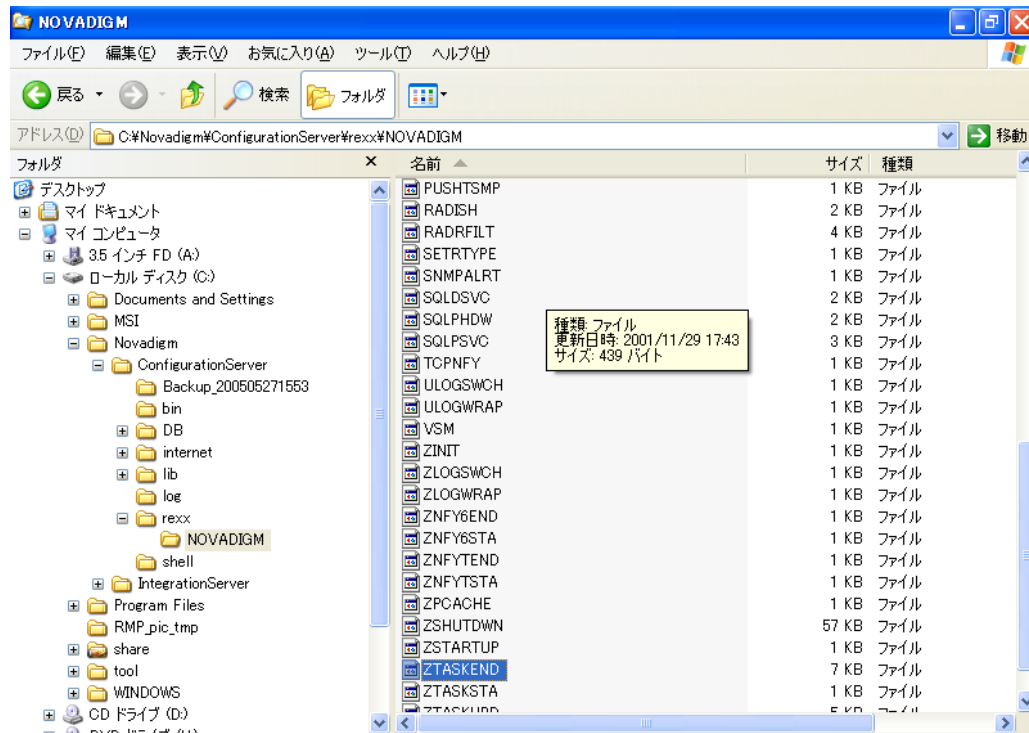 NOVADIGM
ファイル(F) 編集(E) 表示(V) お気に入り(A) ツール(T) ヘルプ(H)
戻る 検索 フォルダ
アドレス(D) C:¥Novadigm¥ConfigurationServer¥rexx¥NOVADIGM 移動
フォルダ
デスクトップ
マイ ドキュメント
マイ コンピュータ
3.5 インチ FD (A:)
ローカル ディスク (C:)
Documents and Settings
MSI
Novadigm
ConfigurationServer
Backup_200505271553
bin
DB
internet
lib
log
rexx
NOVADIGM
shell
IntegrationServer
Program Files
RMP_pic_tmp
share
tool
WINDOWS
CD ドライブ (D:)
名前 サイズ 種類
PUSHTSMP 1 KB ファイル
RADISH 2 KB ファイル
RADRFILT 4 KB ファイル
SETRTYPE 1 KB ファイル
SNMPALRT 1 KB ファイル
SQLDSVC 2 KB ファイル
SQLPHDW 2 KB ファイル
SQLPSVC 3 KB ファイル
TCPNFY 1 KB ファイル
ULOGSWCH 1 KB ファイル
ULOGWRAP 1 KB ファイル
VSM 1 KB ファイル
ZINIT 1 KB ファイル
ZLOGSWCH 1 KB ファイル
ZLOGWRAP 1 KB ファイル
ZNFY6END 1 KB ファイル
ZNFY6STA 1 KB ファイル
ZNFYTEND 1 KB ファイル
ZNFYTSTA 1 KB ファイル
ZPCACHE 1 KB ファイル
ZSHUTDWN 57 KB ファイル
ZSTARTUP 1 KB ファイル
ZTASKEND 7 KB ファイル
ZTASKSTA 1 KB ファイル
種類: ファイル
更新日時: 2001/11/29 17:43
サイズ: 439 バイト